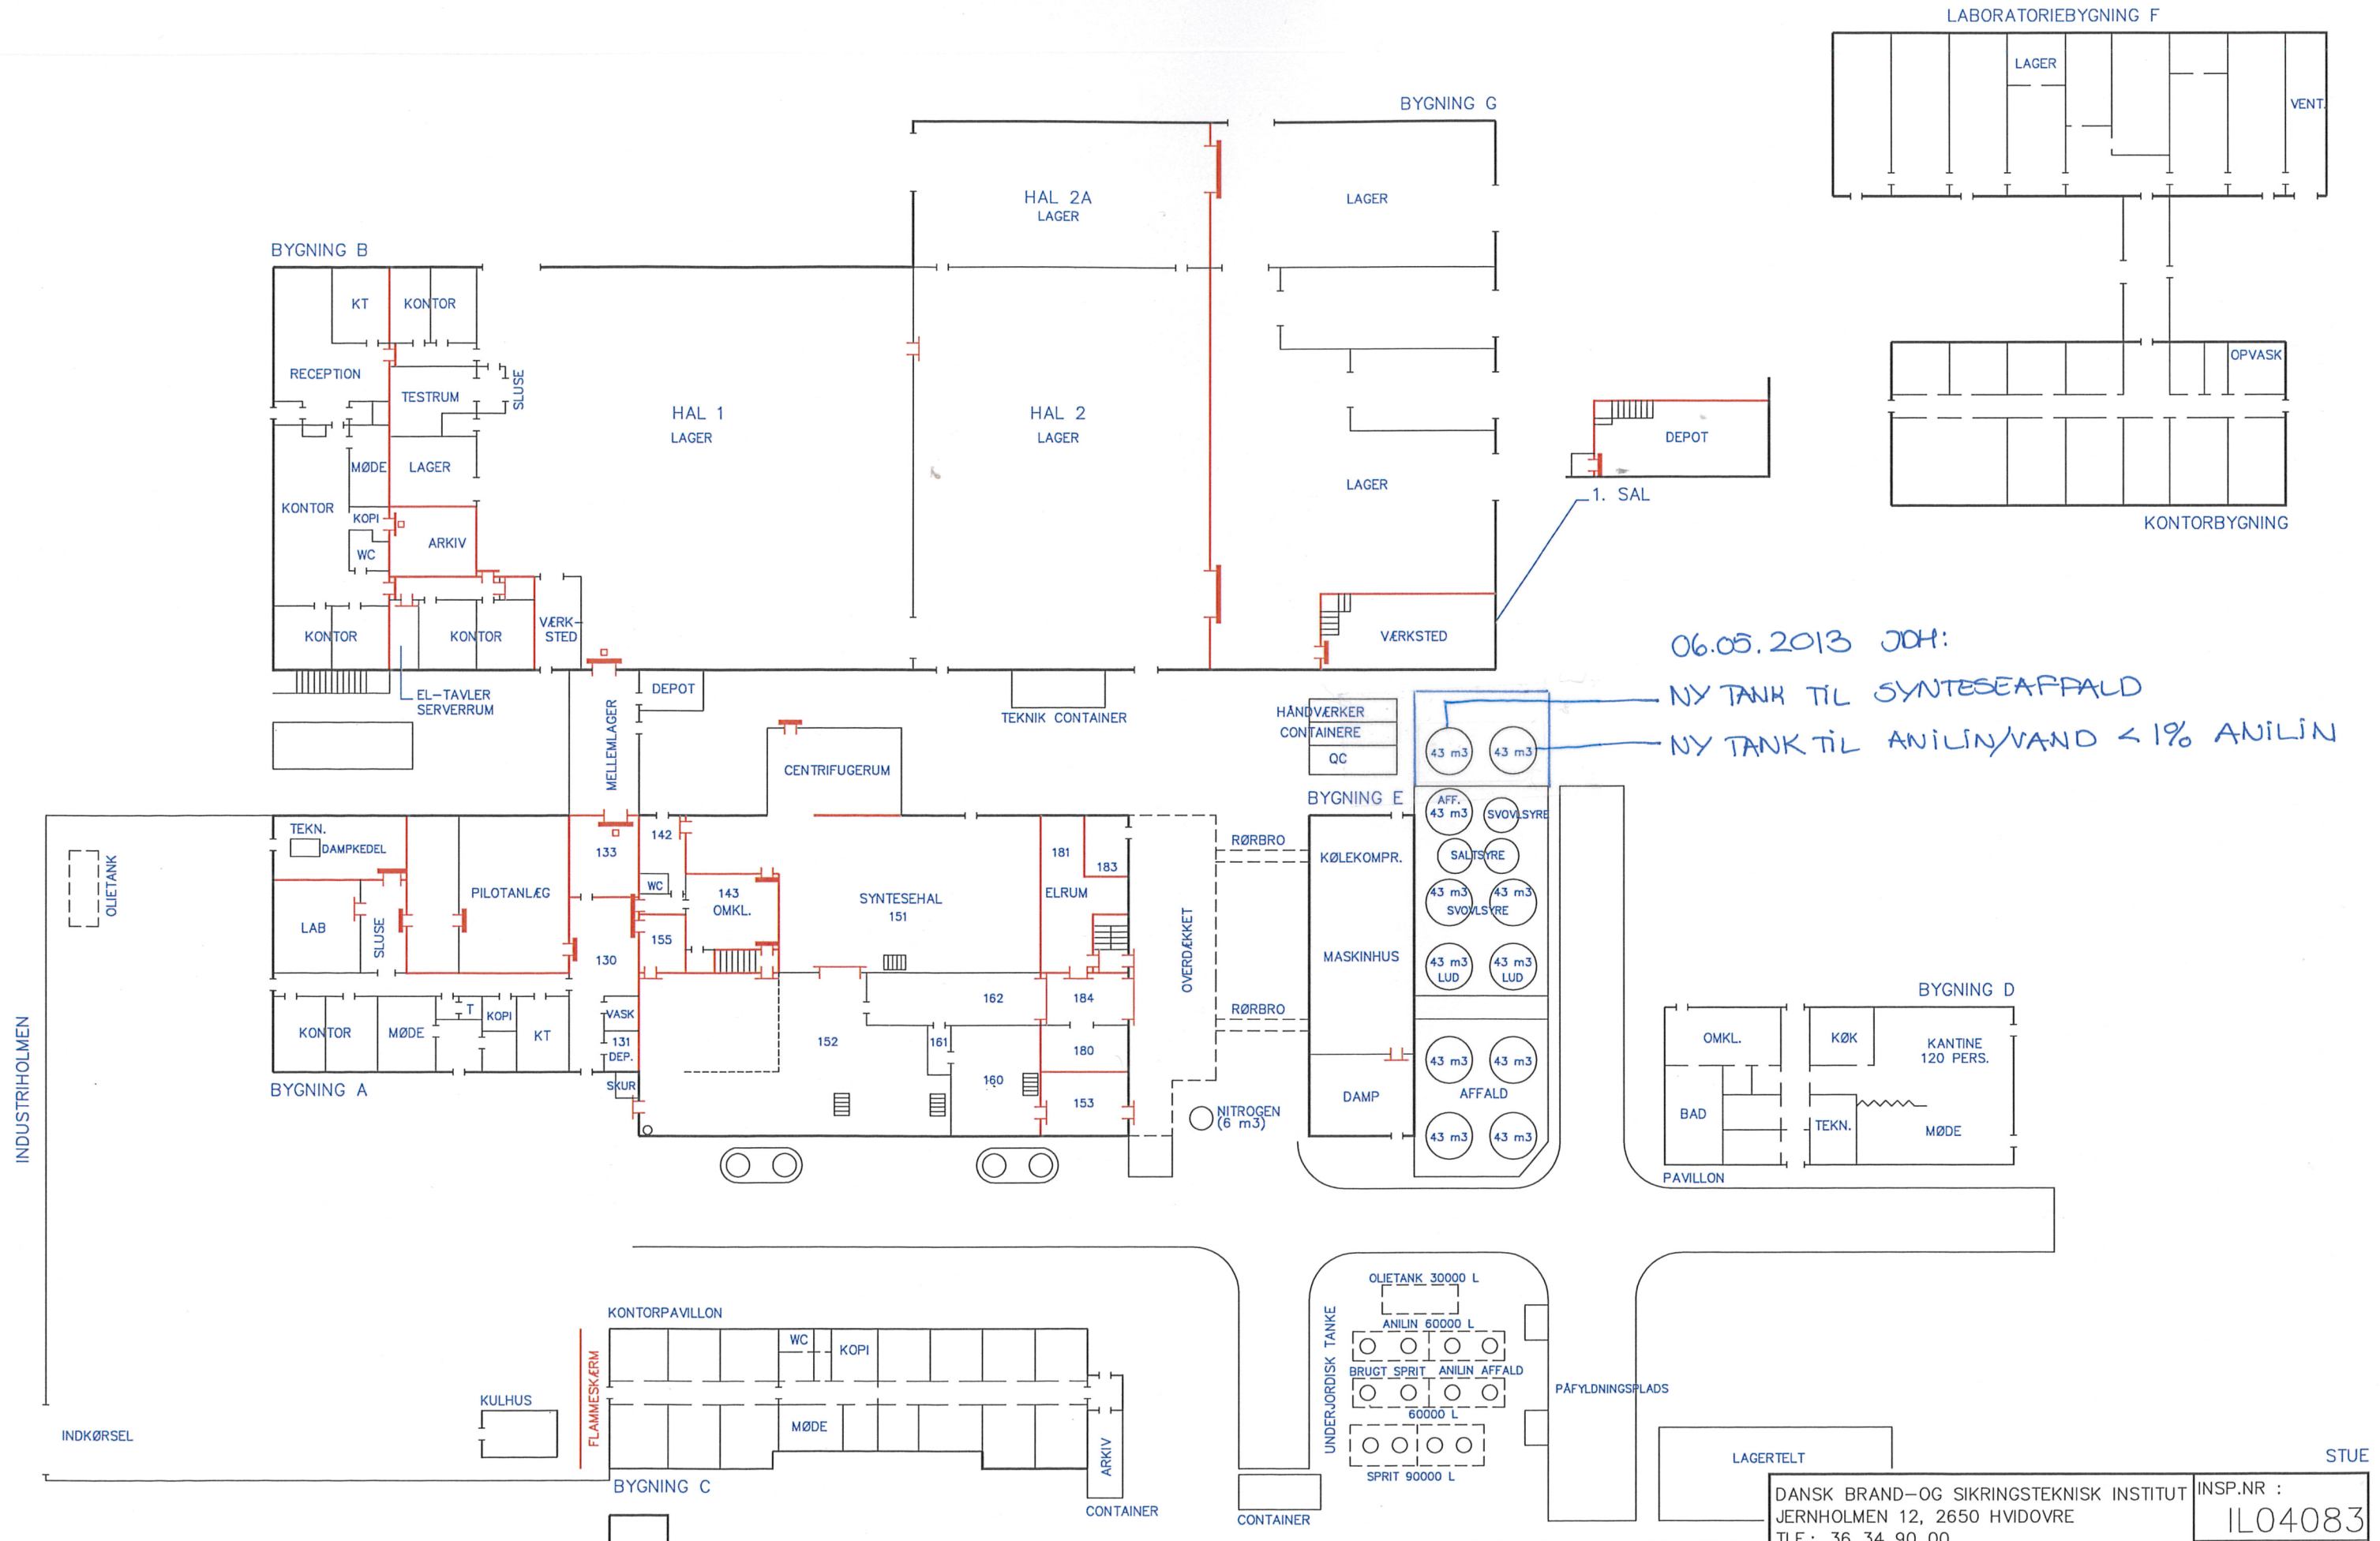 LABORATORIEBYGNING F
LAGER
VENT.
BYGNING G
HAL 2A
LAGER
LAGER
BYGNING B
KT
KONTOR
RECEPTION
TESTRUM
SLUSE
HAL 1
LAGER
HAL 2
LAGER
MØDE
LAGER
KONTOR
KOPI
ARKIV
WC
LAGER
DEPOT
1. SAL
OPVASK
KONTORBYGNING
KONTOR
KONTOR
VÆRK-
STED
VÆRKSTED
EL-TAVLER
SERVERRUM
MELLEMLAGER
DEPOT
TEKNIK CONTAINER
CENTRIFUGERUM
HÅNDVÆRKER
CONTAINERE
QC
06.05.2013 JDH:
NY TANK TIL SYNTESEAFFALD
NY TANK TIL ANILIN/VAND < 1% ANILIN
43 m3
43 m3
BYGNING E
AFF.
43 m3
SVOVLSYRE
SALTSYRE
43 m3
43 m3
SVOVLSYRE
43 m3
LUD
43 m3
LUD
43 m3
43 m3
AFFALD
43 m3
43 m3
RØRBRO
KØLEKOMPR.
MASKINHUS
RØRBRO
DAMP
OVERDÆKKET
NITROGEN
(6 m3)
OLIETANK
TEKN.
DAMPKEDEL
LAB
SLUSE
PILOTANLÆG
133
142
WC
143
OMKL.
155
130
SYNTESEHAL
151
181
183
ELRUM
162
184
152
161
180
160
153
VASK
131
DEP.
SKUR
KONTOR
MØDE
T
KOPI
KT
BYGNING A
INDUSTRIHOLMEN
BYGNING D
OMKL.
KØK
KANTINE
120 PERS.
BAD
TEKN.
MØDE
PAVILLON
KONTORPAVILLON
WC
KOPI
FLAMMESKÆRM
KULHUS
MØDE
ARKIV
BYGNING C
CONTAINER
INDKØRSEL
CONTAINER
UNDERJORDISK TANKE
OLIETANK 30000 L
ANILIN 60000 L
BRUGT SPRIT
ANILIN AFFALD
60000 L
SPRIT 90000 L
PÅFYLDNINGSPLADS
LAGERTELT
STUE
DANSK BRAND-OG SIKRINGSTEKNISK INSTITUT
JERNHOLMEN 12, 2650 HVIDOVRE
TLF: 36 34 90 00
INSP.NR :
IL04083